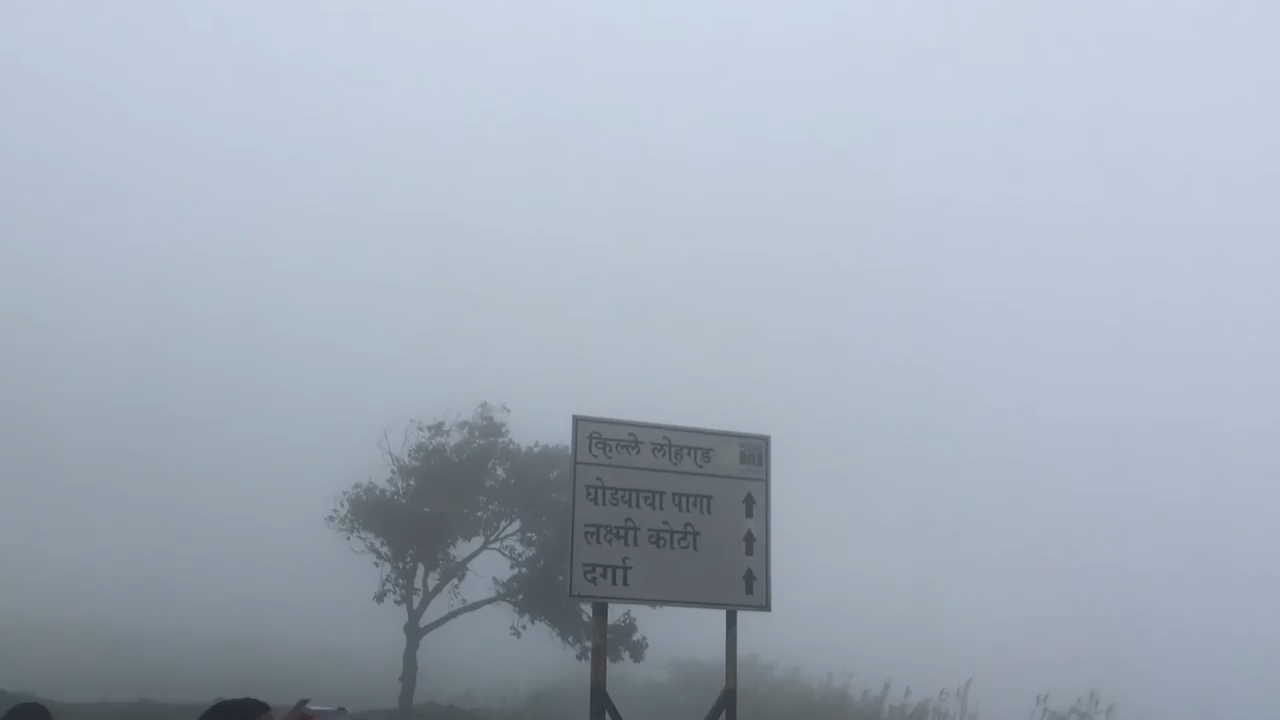 किल्ले लोहगड
घोडयाचा पागा
लक्ष्मी कोटी
दर्गा